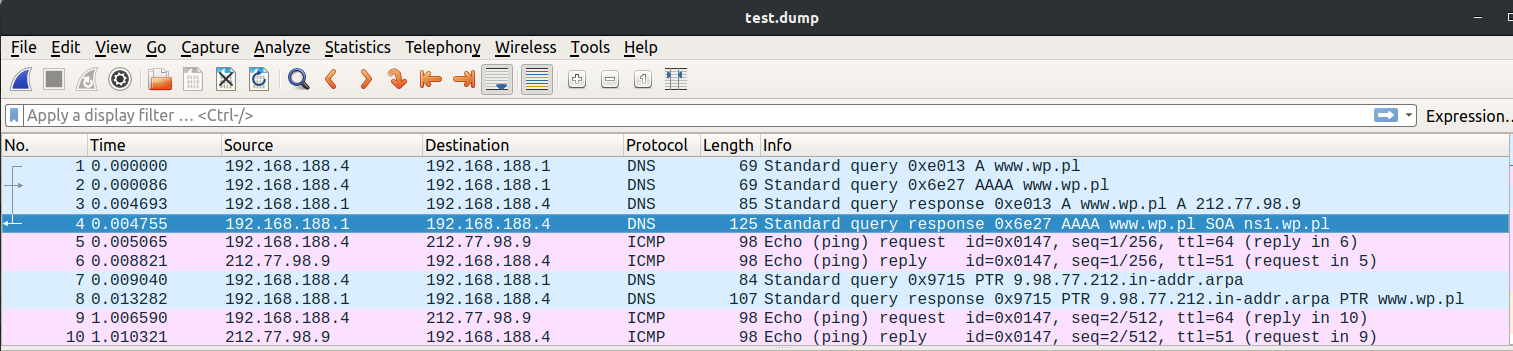 test.dump
File Edit View Go Capture Analyze Statistics Telephony Wireless Tools Help
Apply a display filter … <Ctrl-/> Expression…
No. Time Source Destination Protocol Length Info
1 0.000000 192.168.188.4 192.168.188.1 DNS 69 Standard query 0xe013 A www.wp.pl
2 0.000086 192.168.188.4 192.168.188.1 DNS 69 Standard query 0x6e27 AAAA www.wp.pl
3 0.004693 192.168.188.1 192.168.188.4 DNS 85 Standard query response 0xe013 A www.wp.pl A 212.77.98.9
4 0.004755 192.168.188.1 192.168.188.4 DNS 125 Standard query response 0x6e27 AAAA www.wp.pl SOA ns1.wp.pl
5 0.005065 192.168.188.4 212.77.98.9 ICMP 98 Echo (ping) request id=0x0147, seq=1/256, ttl=64 (reply in 6)
6 0.008821 212.77.98.9 192.168.188.4 ICMP 98 Echo (ping) reply id=0x0147, seq=1/256, ttl=51 (request in 5)
7 0.009040 192.168.188.4 192.168.188.1 DNS 84 Standard query 0x9715 PTR 9.98.77.212.in-addr.arpa
8 0.013282 192.168.188.1 192.168.188.4 DNS 107 Standard query response 0x9715 PTR 9.98.77.212.in-addr.arpa PTR www.wp.pl
9 1.006590 192.168.188.4 212.77.98.9 ICMP 98 Echo (ping) request id=0x0147, seq=2/512, ttl=64 (reply in 10)
10 1.010321 212.77.98.9 192.168.188.4 ICMP 98 Echo (ping) reply id=0x0147, seq=2/512, ttl=51 (request in 9)